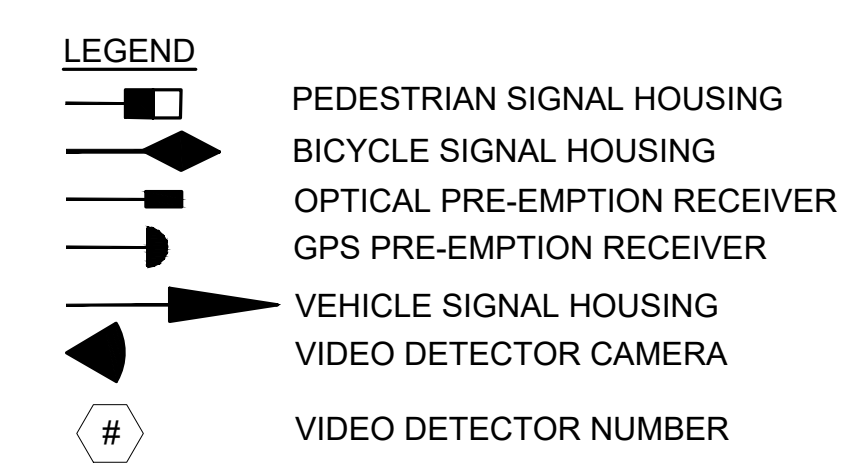 LEGEND
PEDESTRIAN SIGNAL HOUSING
BICYCLE SIGNAL HOUSING
OPTICAL PRE-EMPTION RECEIVER
GPS PRE-EMPTION RECEIVER
VEHICLE SIGNAL HOUSING
VIDEO DETECTOR CAMERA
# VIDEO DETECTOR NUMBER